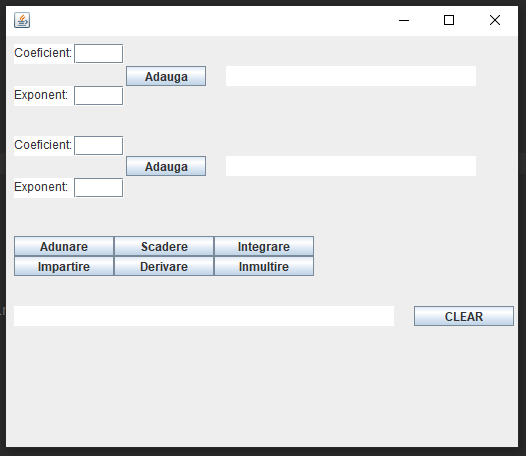 Coeficient:
Adauga
Exponent:
Coeficient:
Adauga
Exponent:
Adunare Scadere Integrare
Impartire Derivare Inmultire
CLEAR